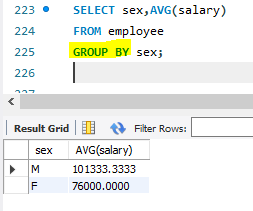 223 SELECT sex,AVG(salary)
224 FROM employee
225 GROUP BY sex;
226
227
Result Grid Filter Rows:
sex AVG(salary)
M 101333.3333
F 76000.0000